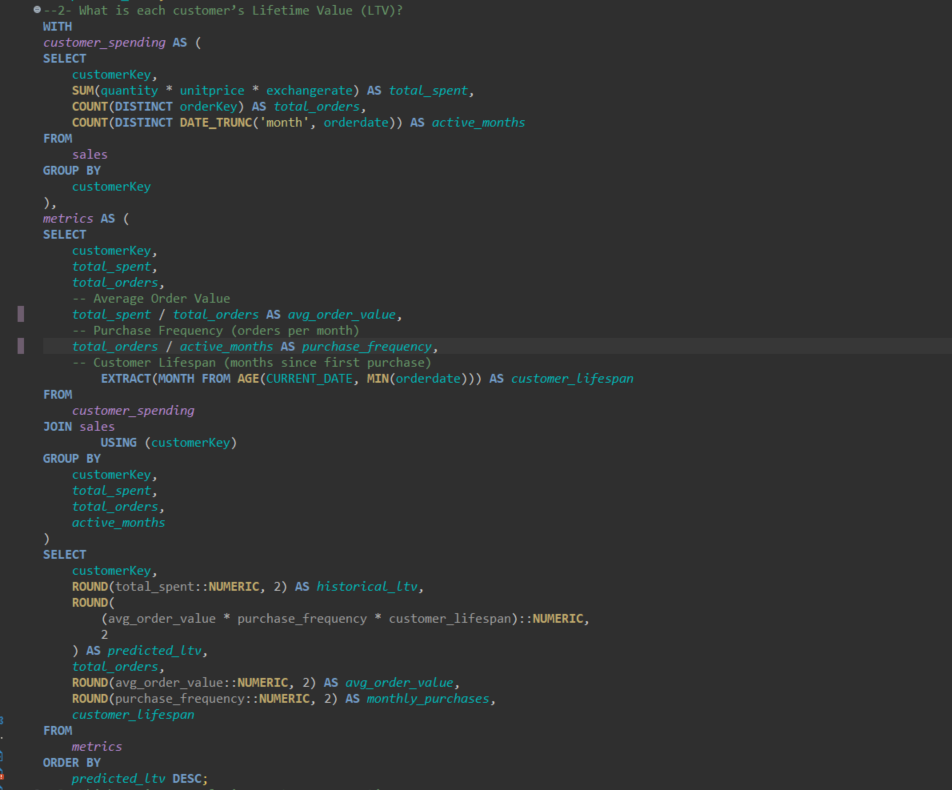 --2- What is each customer’s Lifetime Value (LTV)?
WITH
customer_spending AS (
SELECT
    customerKey,
    SUM(quantity * unitprice * exchangerate) AS total_spent,
    COUNT(DISTINCT orderKey) AS total_orders,
    COUNT(DISTINCT DATE_TRUNC('month', orderdate)) AS active_months
FROM
    sales
GROUP BY
    customerKey
),
metrics AS (
SELECT
    customerKey,
    total_spent,
    total_orders,
    -- Average Order Value
    total_spent / total_orders AS avg_order_value,
    -- Purchase Frequency (orders per month)
    total_orders / active_months AS purchase_frequency,
    -- Customer Lifespan (months since first purchase)
        EXTRACT(MONTH FROM AGE(CURRENT_DATE, MIN(orderdate))) AS customer_lifespan
FROM
    customer_spending
JOIN sales
        USING (customerKey)
GROUP BY
    customerKey,
    total_spent,
    total_orders,
    active_months
)
SELECT
    customerKey,
    ROUND(total_spent::NUMERIC, 2) AS historical_ltv,
    ROUND(
        (avg_order_value * purchase_frequency * customer_lifespan)::NUMERIC,
        2
    ) AS predicted_ltv,
    total_orders,
    ROUND(avg_order_value::NUMERIC, 2) AS avg_order_value,
    ROUND(purchase_frequency::NUMERIC, 2) AS monthly_purchases,
    customer_lifespan
FROM
    metrics
ORDER BY
    predicted_ltv DESC;